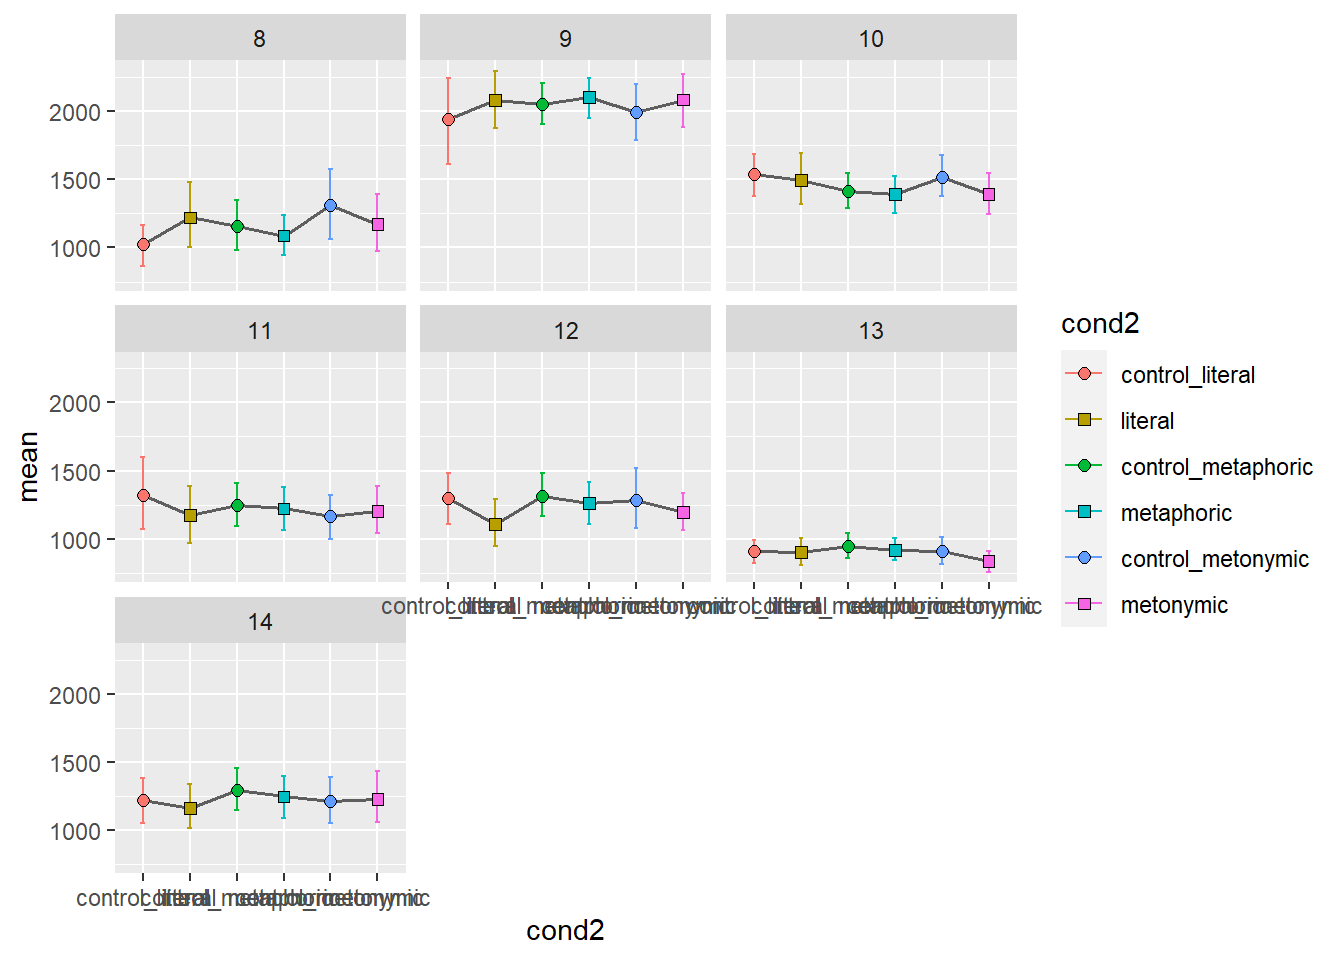 8
9
10
2000
1500
1000
11
12
13
2000
1500
1000
14
2000
1500
1000
mean
cond2
cond2
control_literal
literal
control_metaphoric
metaphoric
control_metonymic
metonymic